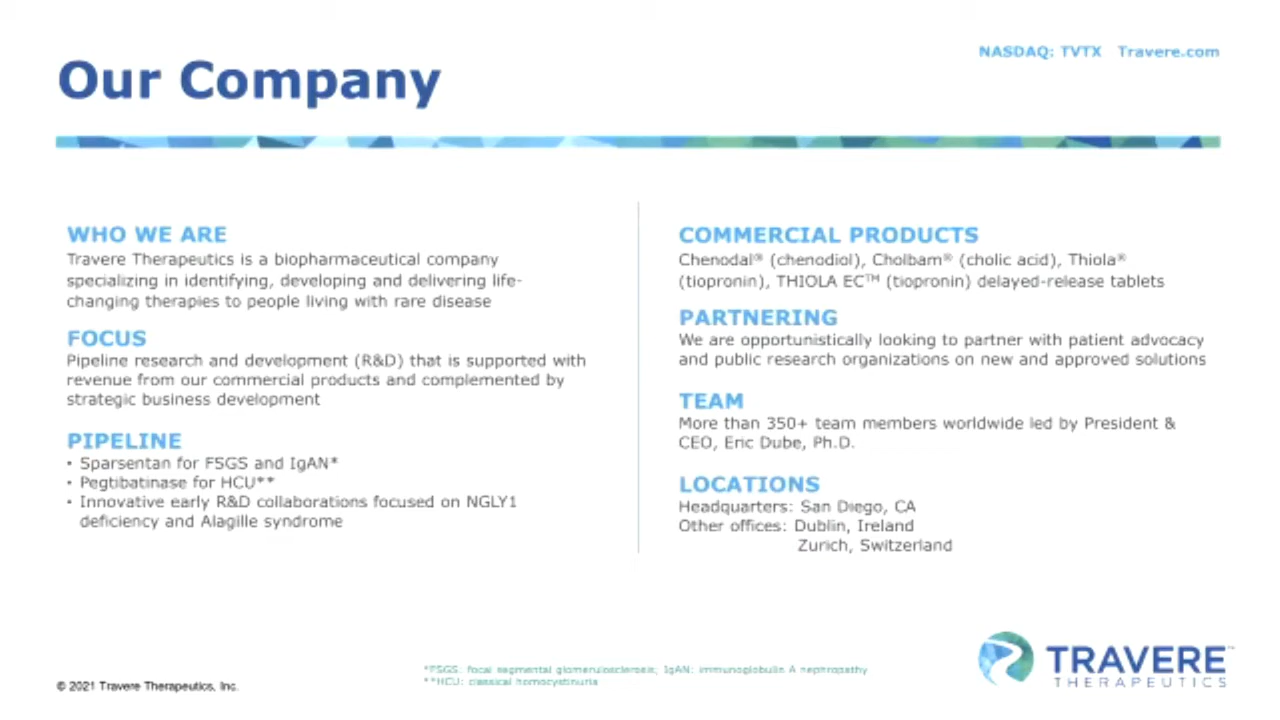 NASDAQ: TVTX Travere.com
Our Company
WHO WE ARE
Travere Therapeutics is a biopharmaceutical company
specializing in identifying, developing and delivering life-
changing therapies to people living with rare disease
FOCUS
Pipeline research and development (R&D) that is supported with
revenue from our commercial products and complemented by
strategic business development
PIPELINE
• Sparsentan for FSGS and IgAN*
• Pegtibatinase for HCU**
• Innovative early R&D collaborations focused on NGLY1
deficiency and Alagille syndrome
COMMERCIAL PRODUCTS
Chenodal® (chenodiol), Cholbam® (cholic acid), Thiola®
(tiopronin), THIOLA EC™ (tiopronin) delayed-release tablets
PARTNERING
We are opportunistically looking to partner with patient advocacy
and public research organizations on new and approved solutions
TEAM
More than 350+ team members worldwide led by President &
CEO, Eric Dube, Ph.D.
LOCATIONS
Headquarters: San Diego, CA
Other offices: Dublin, Ireland
Zurich, Switzerland
*FSGS: focal segmental glomerulosclerosis; IgAN: immunoglobulin A nephropathy
**HCU: classical homocystinuria
© 2021 Travere Therapeutics, Inc.
TRAVERE™
THERAPEUTICS